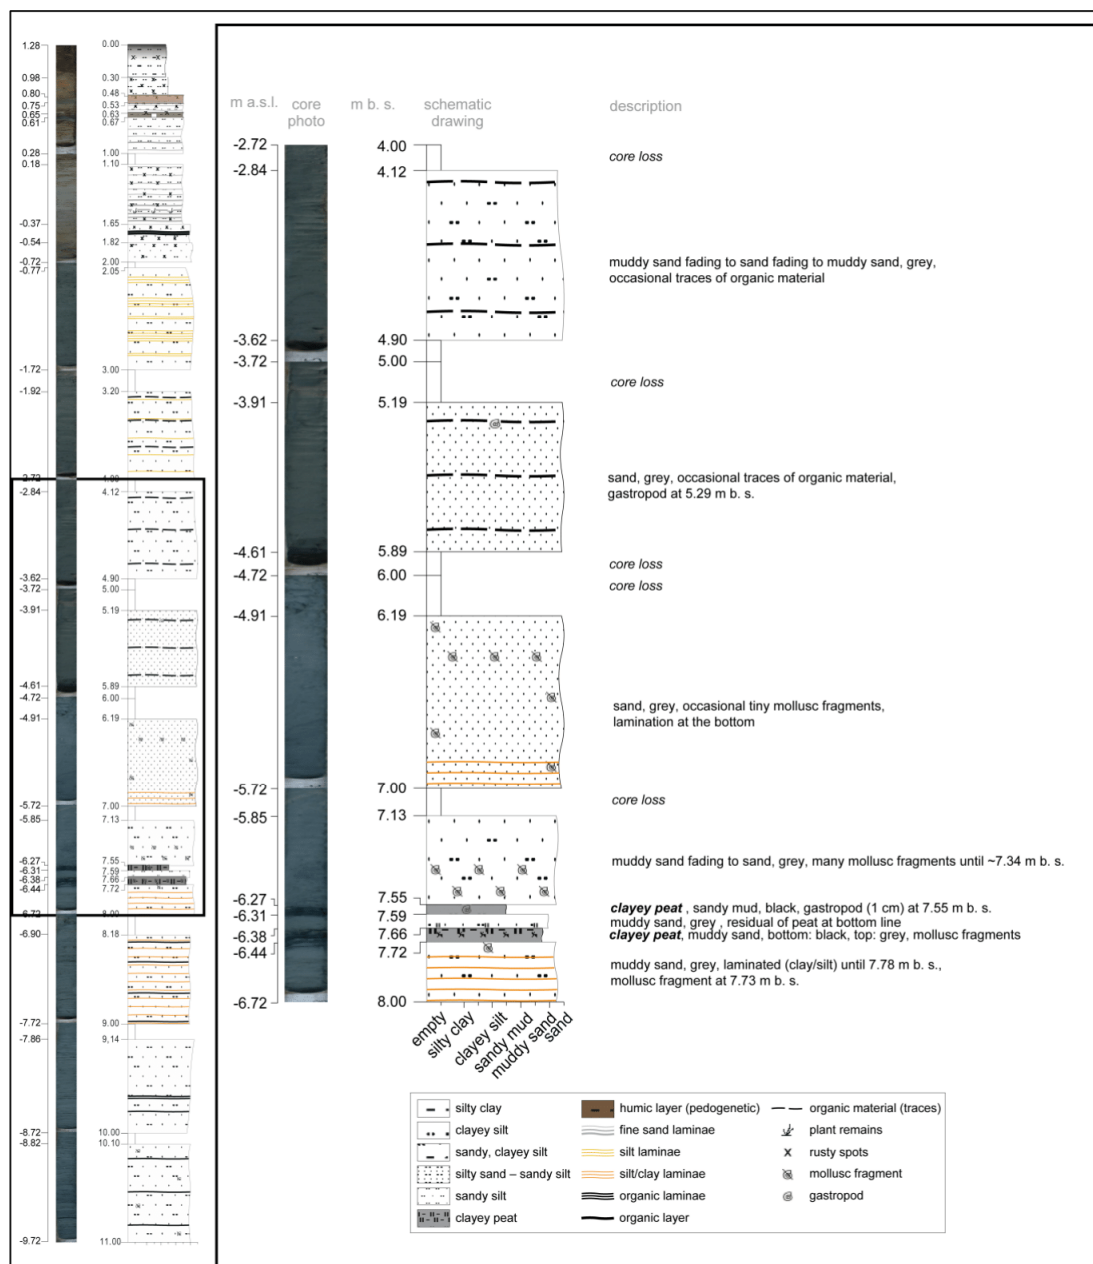 1.28
0.98
0.80
0.75
0.65
0.61
0.28
0.18
-0.37
-0.54
-0.72
-0.77
-1.72
-1.92
-2.72
-2.84
-3.62
-3.72
-3.91
-4.61
-4.72
-4.91
-5.72
-5.85
-6.27
-6.31
-6.38
-6.44
-6.72
-6.90
-7.72
-7.86
-8.72
-8.82
-9.72
0.00
0.30
0.48
0.53
0.63
0.67
1.00
1.10
1.65
1.82
2.00
2.05
3.00
3.20
4.00
4.12
4.90
5.00
5.19
5.89
6.00
6.19
7.00
7.13
7.55
7.59
7.66
7.72
8.00
8.18
9.00
9,14
10.00
10.10
11.00
m a.s.l. core photo m b. s. schematic drawing description
-2.72 4.00
core loss
-2.84 4.12
muddy sand fading to sand fading to muddy sand, grey,
occasional traces of organic material
-3.62 4.90
-3.72 5.00
core loss
-3.91 5.19
sand, grey, occasional traces of organic material,
gastropod at 5.29 m b. s.
-4.61 5.89
core loss
-4.72 6.00
core loss
-4.91 6.19
sand, grey, occasional tiny mollusc fragments,
lamination at the bottom
-5.72 7.00
core loss
-5.85 7.13
muddy sand fading to sand, grey, many mollusc fragments until ~7.34 m b. s.
-6.27 7.55
clayey peat , sandy mud, black, gastropod (1 cm) at 7.55 m b. s.
-6.31 7.59
muddy sand, grey , residual of peat at bottom line
-6.38 7.66
clayey peat, muddy sand, bottom: black, top: grey, mollusc fragments
-6.44 7.72
muddy sand, grey, laminated (clay/silt) until 7.78 m b. s.,
mollusc fragment at 7.73 m b. s.
-6.72 8.00
empty
silty clay
clayey silt
sandy mud
muddy sand
sand
silty clay
clayey silt
sandy, clayey silt
silty sand – sandy silt
sandy silt
clayey peat
humic layer (pedogenetic)
fine sand laminae
silt laminae
silt/clay laminae
organic laminae
organic layer
organic material (traces)
plant remains
rusty spots
mollusc fragment
gastropod